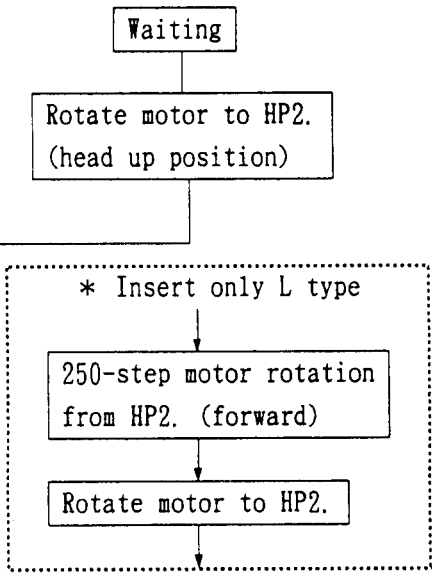 Waiting
Rotate motor to HP2.
(head up position)
* Insert only L type
250-step motor rotation
from HP2. (forward)
Rotate motor to HP2.